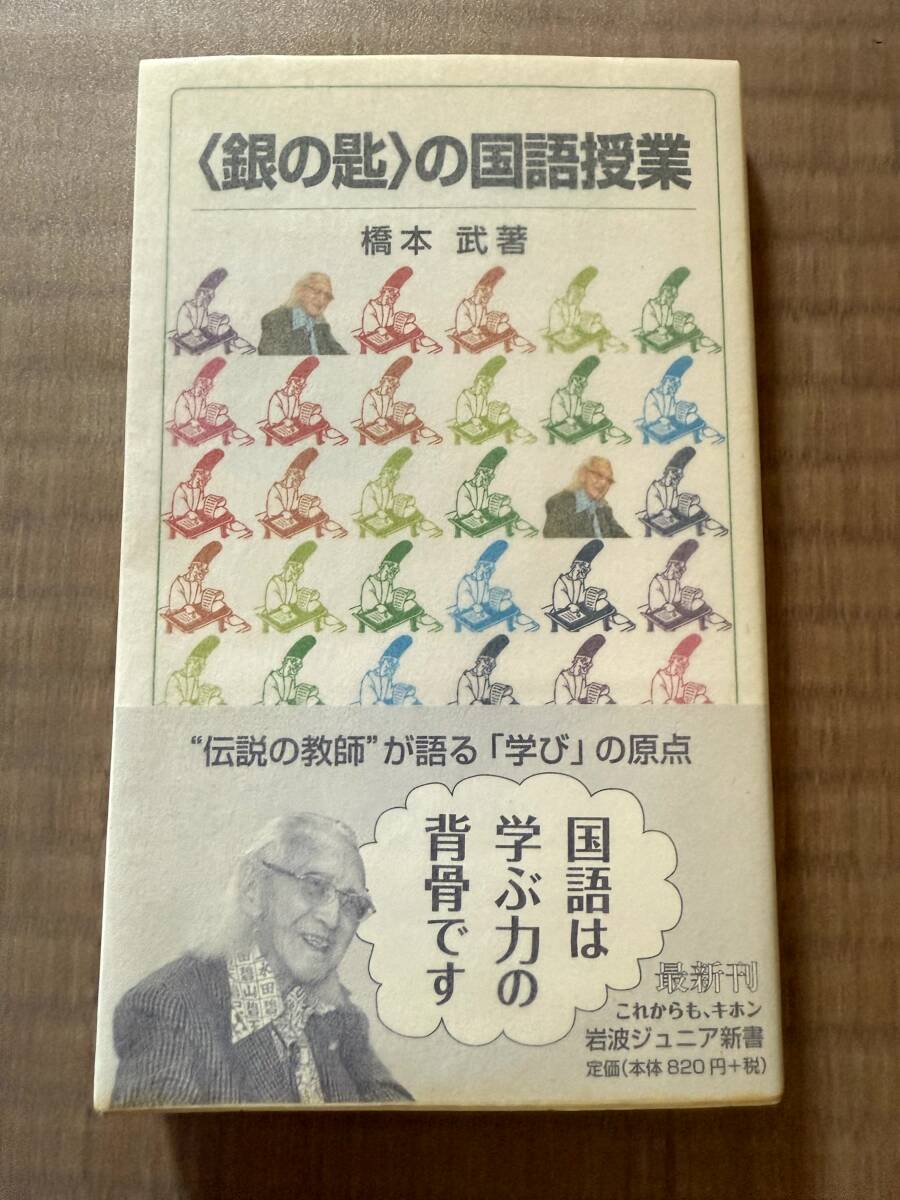 〈銀の匙〉の国語授業
橋本 武著
“伝説の教師”が語る「学び」の原点
国語は
学ぶ力の
背骨です
最新刊
これからも、キホン
岩波ジュニア新書
定価(本体820円+税)